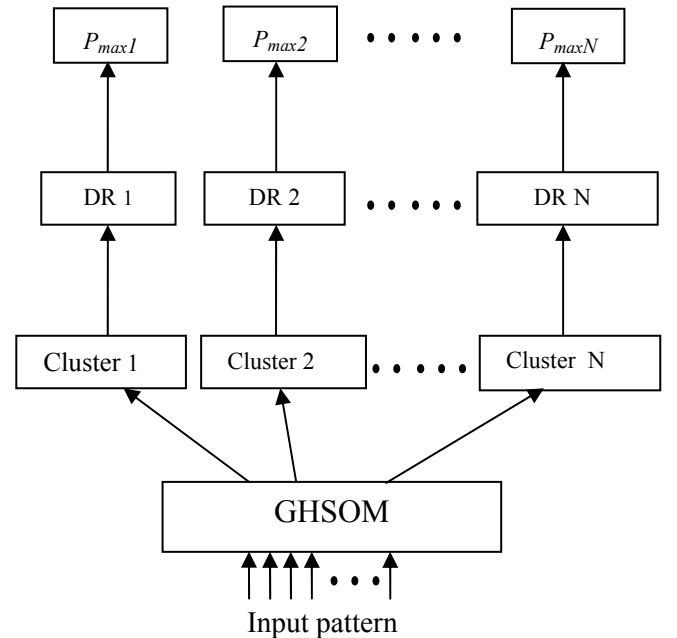 Pmax1 Pmax2 PmaxN
DR 1 DR 2 DR N
Cluster 1 Cluster 2 Cluster N
GHSOM
Input pattern